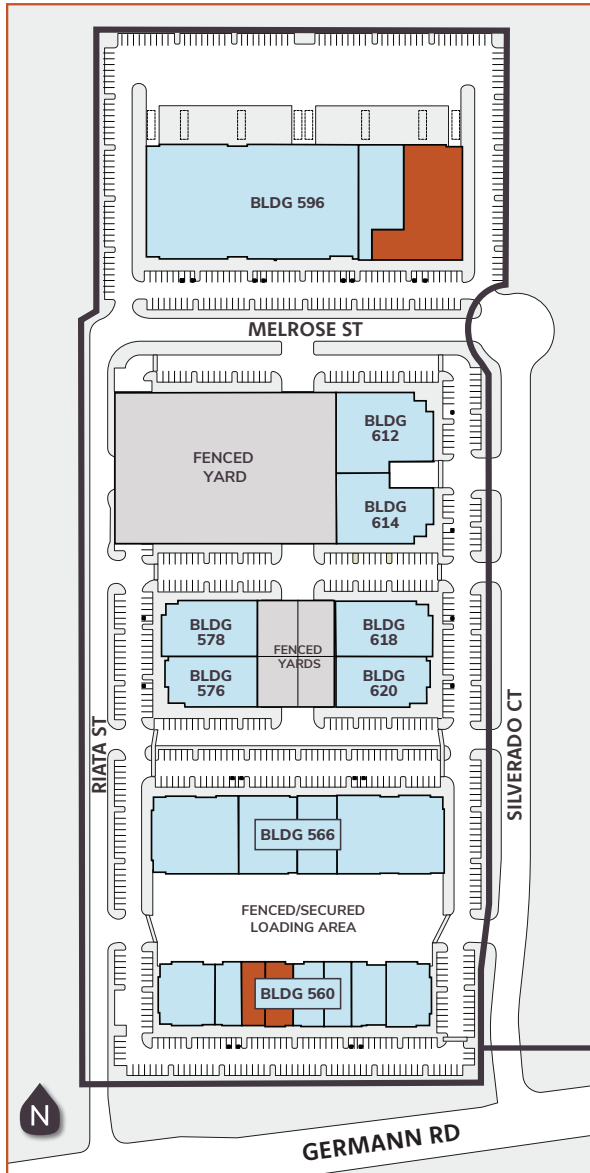 BLDG 596
MELROSE ST
BLDG
612
FENCED
YARD
BLDG
614
BLDG
578
BLDG
618
FENCED
YARDS
BLDG
576
BLDG
620
RIATA ST
SILVERADO CT
BLDG 566
FENCED/SECURED
LOADING AREA
BLDG 560
N
GERMANN RD